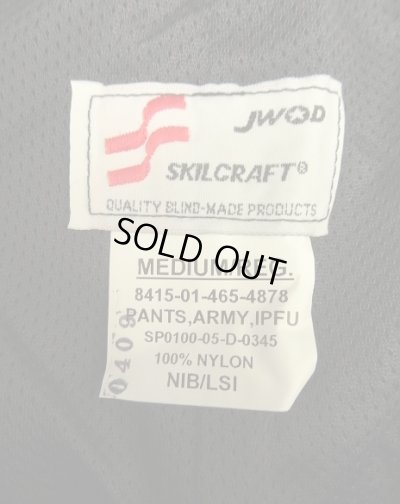 JWOD
SKILCRAFT®
QUALITY BLIND-MADE PRODUCTS
SOLD OUT
MEDIUM/REG.
8415-01-465-4878
PANTS,ARMY,IPFU
SP0100-05-D-0345
100% NYLON
NIB/LSI
0409